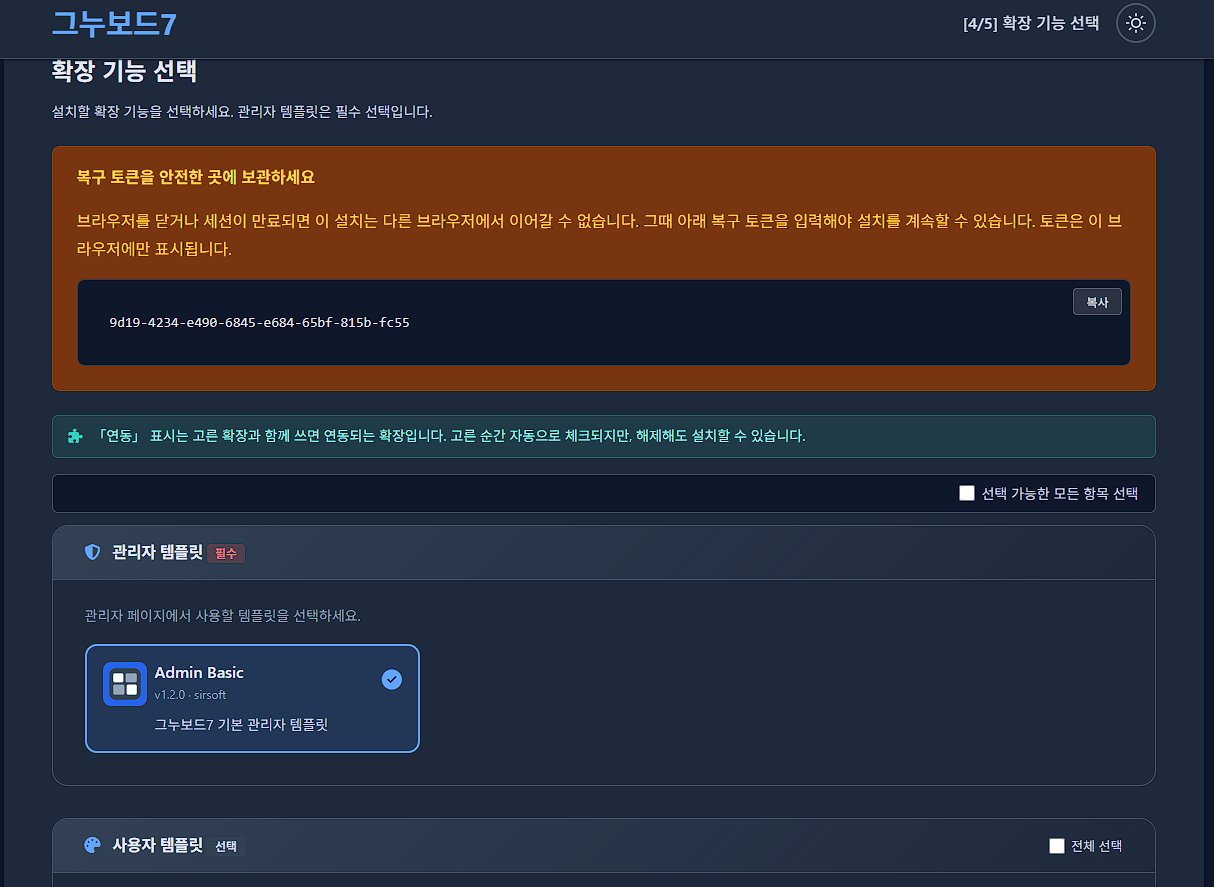 그누보드7
[4/5] 확장 기능 선택
확장 기능 선택
설치할 확장 기능을 선택하세요. 관리자 템플릿은 필수 선택입니다.
복구 토큰을 안전한 곳에 보관하세요
브라우저를 닫거나 세션이 만료되면 이 설치는 다른 브라우저에서 이어갈 수 없습니다. 그때 아래 복구 토큰을 입력해야 설치를 계속할 수 있습니다. 토큰은 이 브
라우저에만 표시됩니다.
복사
9d19-4234-e490-6845-e684-65bf-815b-fc55
「연동」 표시는 고른 확장과 함께 쓰면 연동되는 확장입니다. 고른 순간 자동으로 체크되지만, 해제해도 설치할 수 있습니다.
선택 가능한 모든 항목 선택
관리자 템플릿 필수
관리자 페이지에서 사용할 템플릿을 선택하세요.
Admin Basic
v1.2.0 · sirsoft
그누보드7 기본 관리자 템플릿
사용자 템플릿 선택
전체 선택